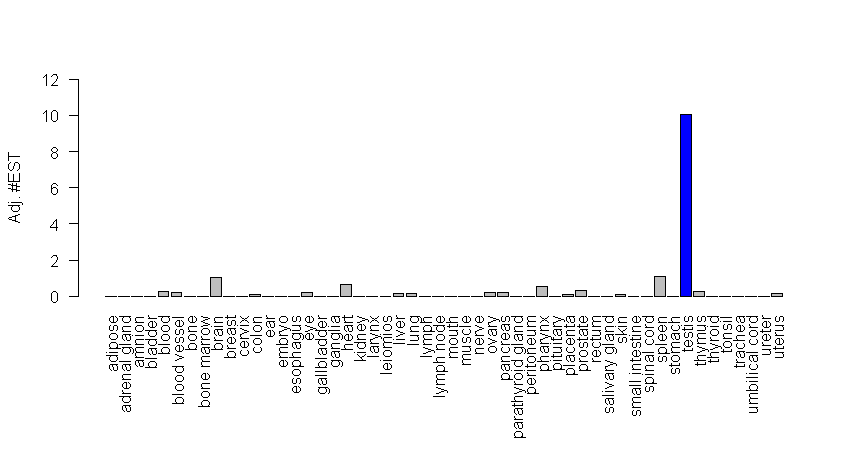 12
10
8
6
4
2
0
Adj. #EST
adipose
adrenal gland
amnion
bladder
blood
blood vessel
bone
bone marrow
brain
breast
cervix
colon
ear
embryo
esophagus
eye
gallbladder
ganglia
heart
kidney
larynx
leiomios
liver
lung
lymph
lymph node
mouth
muscle
nerve
ovary
pancreas
parathyroid gland
peritoneum
pharynx
pituitary
placenta
prostate
rectum
salivary gland
skin
small intestine
spinal cord
spleen
stomach
testis
thymus
thyroid
tonsil
trachea
umbilical cord
ureter
uterus